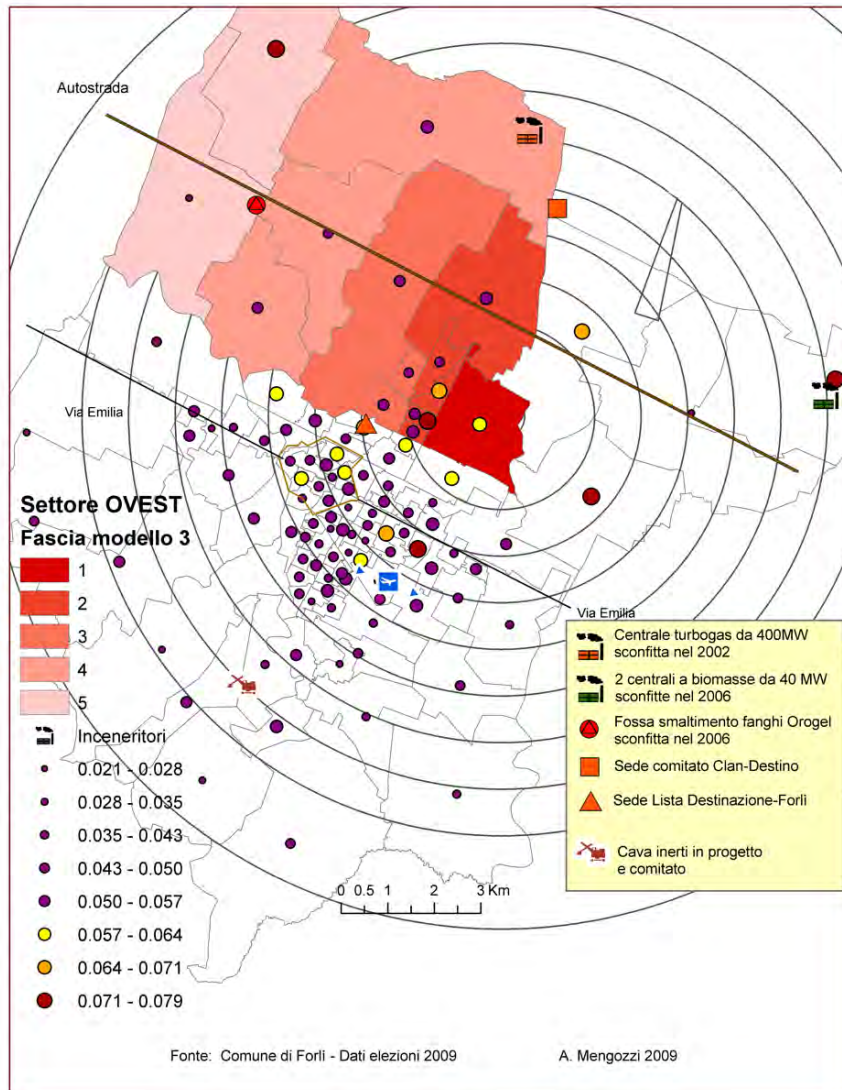 Autostrada
Via Emilia
Settore OVEST
Fascia modello 3
1
2
3
4
5
Inceneritori
0.021 - 0.028
0.028 - 0.035
0.035 - 0.043
0.043 - 0.050
0.050 - 0.057
0.057 - 0.064
0.064 - 0.071
0.071 - 0.079
Via Emilia
Centrale turbogas da 400MW
sconfitta nel 2002
2 centrali a biomasse da 40 MW
sconfitte nel 2006
Fossa smaltimento fanghi Orogel
sconfitta nel 2006
Sede comitato Clan-Destino
Sede Lista Destinazione-Forlì
Cava inerti in progetto
e comitato
0 0.5 1 2 3 Km
Fonte: Comune di Forlì - Dati elezioni 2009 A. Mengozzi 2009